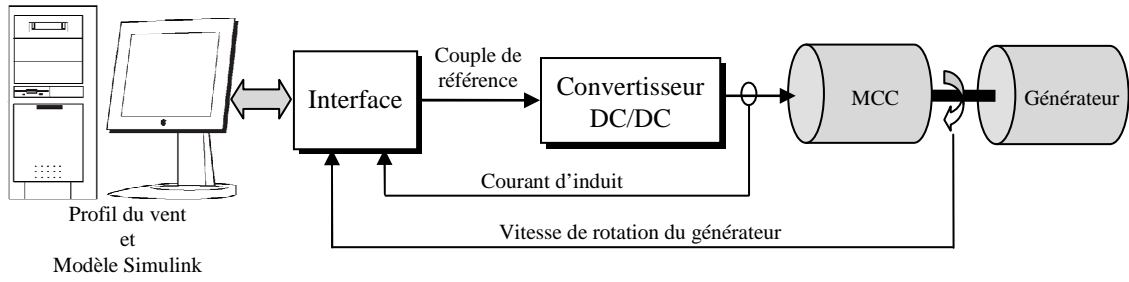 Couple de
référence
Interface
Convertisseur
DC/DC
MCC
Générateur
Courant d'induit
Vitesse de rotation du générateur
Profil du vent
et
Modèle Simulink